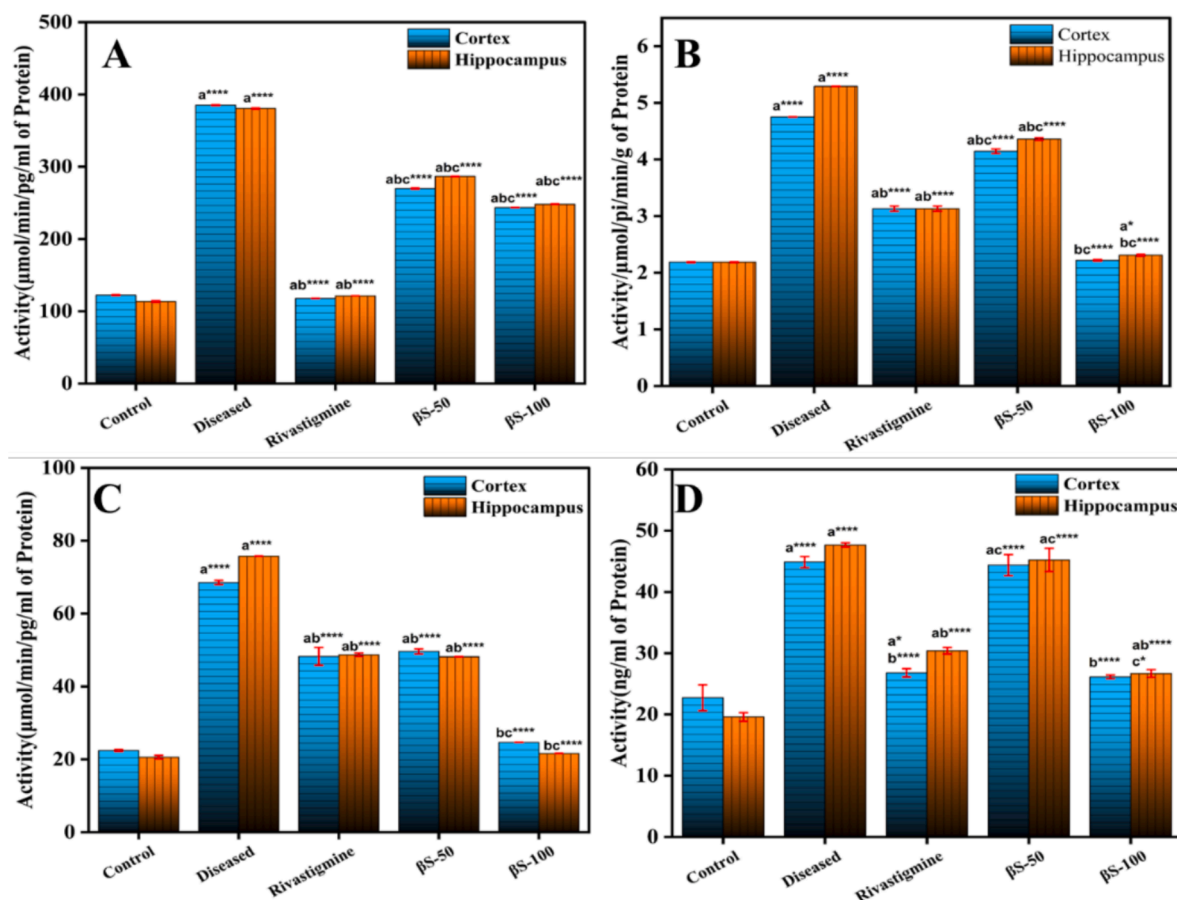 A
Cortex
Hippocampus
Activity(μmol/min/pg/ml of Protein)
500
400
300
200
100
0
a****
a****
ab****
ab****
abc****
abc****
abc****
abc****
Control
Diseased
Rivastigmine
βS-50
βS-100
B
Cortex
Hippocampus
Activity/μmol/pi/min/g of Protein
6
5
4
3
2
1
0
a****
a****
ab****
ab****
abc****
abc****
bc****
a*
bc****
Control
Diseased
Rivastigmine
βS-50
βS-100
C
Cortex
Hippocampus
Activity(μmol/min/pg/ml of Protein)
100
80
60
40
20
0
a****
a****
ab****
ab****
ab****
ab****
bc****
bc****
Control
Diseased
Rivastigmine
βS-50
βS-100
D
Cortex
Hippocampus
Activity(ng/ml of Protein)
60
50
40
30
20
10
0
a****
a****
a*
b****
ab****
ac****
ac****
b****
ab****
c*
Control
Diseased
Rivastigmine
βS-50
βS-100